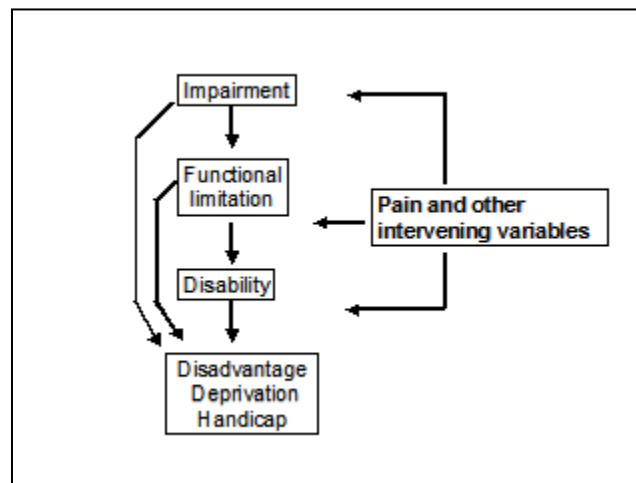 Impairment
Functional
limitation
Pain and other
intervening variables
Disability
Disadvantage
Deprivation
Handicap